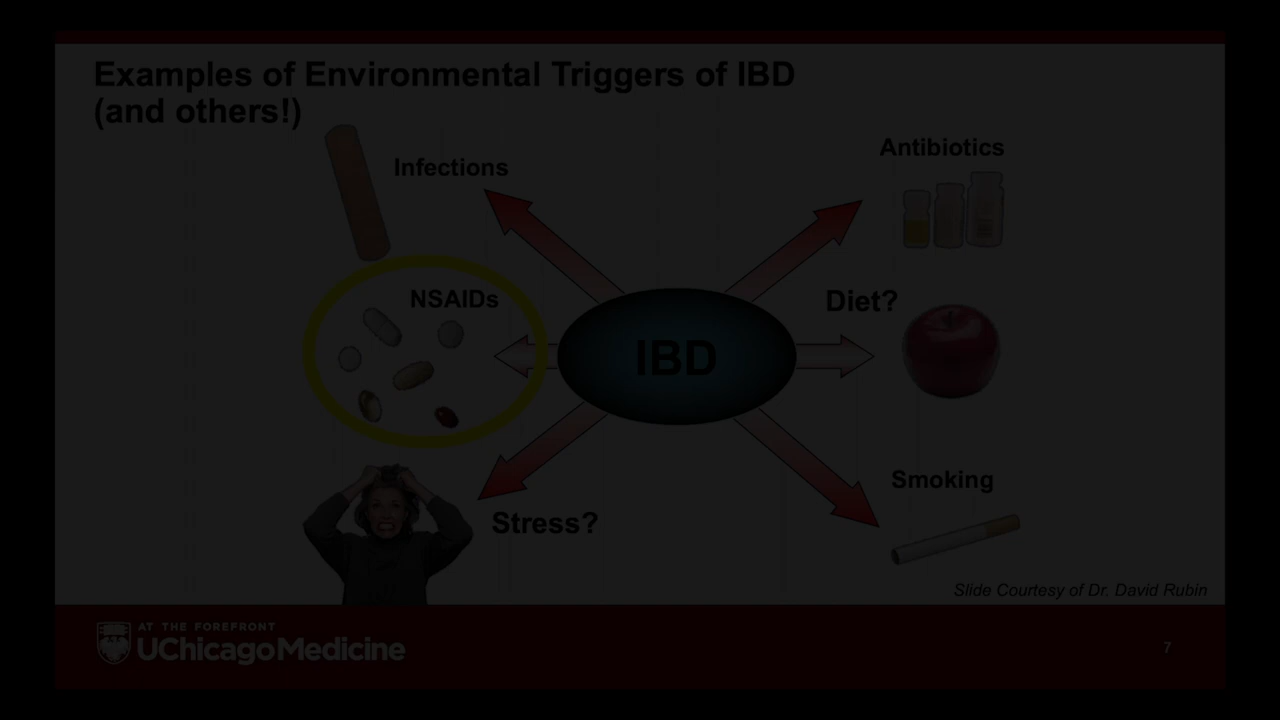 Examples of Environmental Triggers of IBD
(and others!)
Infections
Antibiotics
NSAIDs
Diet?
IBD
Smoking
Stress?
Slide Courtesy of Dr. David Rubin
AT THE FOREFRONT
UChicagoMedicine
7